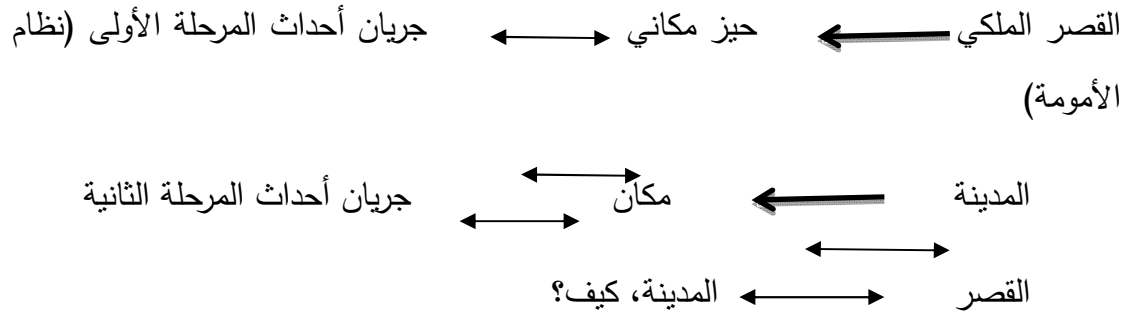 القصر الملكي حيز مكاني جريان أحداث المرحلة الأولى (نظام
الأمومة)
المدينة مكان جريان أحداث المرحلة الثانية
القصر المدينة، كيف؟